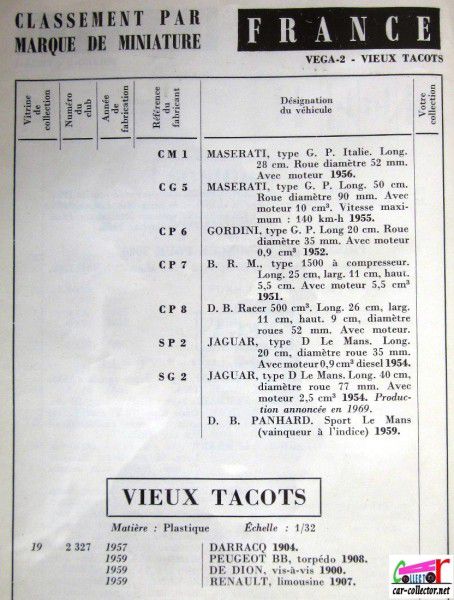 CLASSEMENT PAR
MARQUE DE MINIATURE
FRANCE
VEGA-2 - VIEUX TACOTS
Vitrine de collection
Numéro du club
Année de fabrication
Référence du fabricant
Désignation
du véhicule
Votre collection
CM 1 MASERATI, type G. P. Italie. Long.
28 cm. Roue diamètre 52 mm.
Avec moteur 1956.
CG 5 MASERATI, type G. P. Long. 50 cm.
Roue diamètre 90 mm. Avec
moteur 10 cm³. Vitesse maxi-
mum : 140 km-h 1955.
CP 6 GORDINI, type G. P. Long 20 cm. Roue
diamètre 35 mm. Avec moteur
0,9 cm³ 1952.
CP 7 B. R. M., type 1500 à compresseur.
Long. 25 cm, larg. 11 cm, haut.
5,5 cm. Avec moteur 5,5 cm³
1951.
CP 8 D. B. Racer 500 cm³. Long. 26 cm, larg.
11 cm, haut. 9 cm, diamètre
roues 52 mm. Avec moteur.
SP 2 JAGUAR, type D Le Mans. Long.
20 cm, diamètre roue 35 mm.
Avec moteur 0,9 cm³ diesel 1954.
SG 2 JAGUAR, type D Le Mans. Long. 40 cm,
diamètre roue 77 mm. Avec
moteur 2,5 cm³ 1954. Produc-
tion annoncée en 1969.
D. B. PANHARD. Sport Le Mans
(vainqueur à l'indice) 1959.
VIEUX TACOTS
Matière : Plastique Échelle : 1/32
19 2 327 1957 DARRACQ 1904.
1959 PEUGEOT BB, torpédo 1908.
1959 DE DION, vis-à-vis 1900.
1959 RENAULT, limousine 1907.
CAR COLLECTOR
car-collector.net